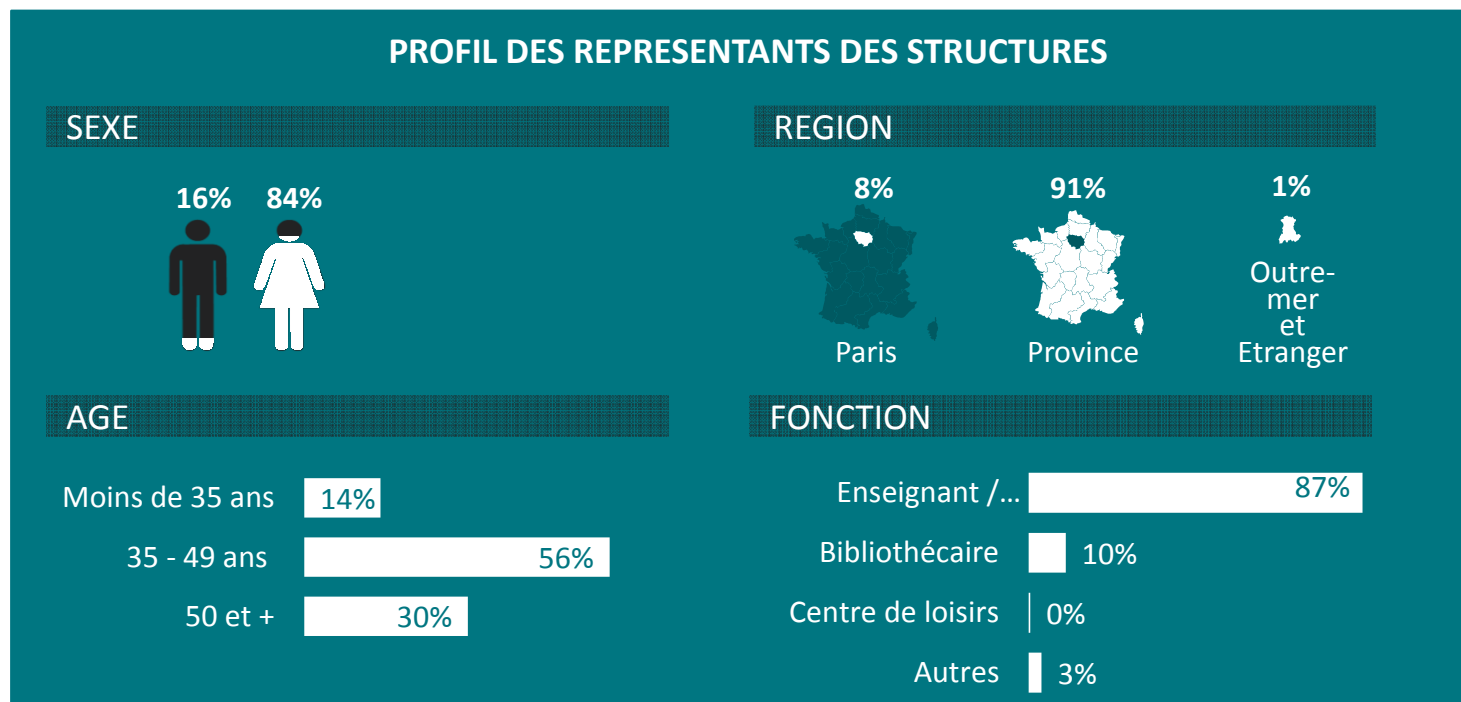 PROFIL DES REPRESENTANTS DES STRUCTURES
SEXE
16% 84%
REGION
8% 91% 1%
Paris
Province
Outre-
mer
et
Etranger
AGE
Moins de 35 ans 14%
35 - 49 ans 56%
50 et + 30%
FONCTION
Enseignant /... 87%
Bibliothécaire 10%
Centre de loisirs 0%
Autres 3%